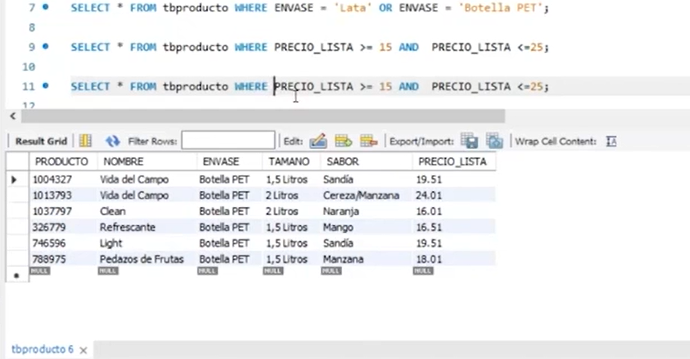 7 SELECT * FROM tbproducto WHERE ENVASE = 'Lata' OR ENVASE = 'Botella PET';
8
9 SELECT * FROM tbproducto WHERE PRECIO_LISTA >= 15 AND  PRECIO_LISTA <=25;
10
11 SELECT * FROM tbproducto WHERE PRECIO_LISTA >= 15 AND  PRECIO_LISTA <=25;
12
Result Grid Filter Rows: Edit: Export/Import: Wrap Cell Content: IA
PRODUCTO NOMBRE ENVASE TAMANO SABOR PRECIO_LISTA
1004327 Vida del Campo Botella PET 1,5 Litros Sandía 19.51
1013793 Vida del Campo Botella PET 2 Litros Cereza/Manzana 24.01
1037797 Clean Botella PET 2 Litros Naranja 16.01
326779 Refrescante Botella PET 1,5 Litros Mango 16.51
746596 Light Botella PET 1,5 Litros Sandía 19.51
788975 Pedazos de Frutas Botella PET 1,5 Litros Manzana 18.01
NULL NULL NULL NULL NULL NULL
tbproducto 6 ×